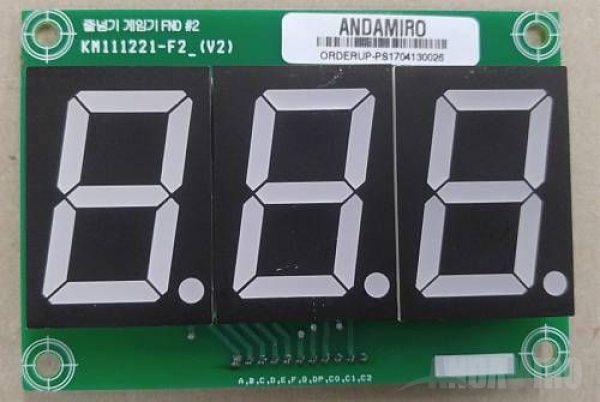 줄넘기 게임기 FND #2
KM111221-F2_(V2)
ANDAMIRO
ORDERUP-PS1704130026
A,B,C,D,E,F,G,DP,C0,C1,C2